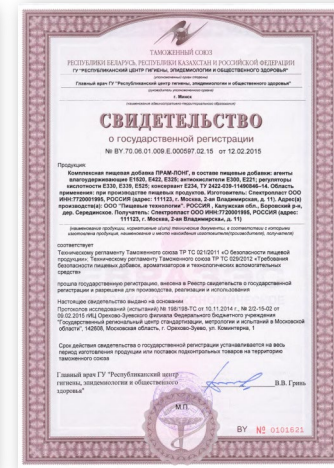 ТАМОЖЕННЫЙ СОЮЗ
РЕСПУБЛИКИ БЕЛАРУСЬ, РЕСПУБЛИКИ КАЗАХСТАН И РОССИЙСКОЙ ФЕДЕРАЦИИ
ГУ "РЕСПУБЛИКАНСКИЙ ЦЕНТР ГИГИЕНЫ, ЭПИДЕМИОЛОГИИ И ОБЩЕСТВЕННОГО ЗДОРОВЬЯ"
Главный врач ГУ "Республиканский центр гигиены, эпидемиологии и общественного здоровья"
г. Минск
СВИДЕТЕЛЬСТВО
о государственной регистрации
№ BY.70.06.01.009.Е.000597.02.15 от 12.02.2015
Продукция:
Комплексная пищевая добавка ПРАМ-ЛОНГ, в составе пищевые добавки: агенты
влагоудерживающие Е1520, Е422, Е325; антиокислители Е300, Е221; регуляторы
кислотности Е330, Е339, Е525; консервант Е234, ТУ 2422-039-11490846-14. Область
применения: при производстве пищевых продуктов. Изготовитель: Спектропласт ООО
ИНН:7720001995, РОССИЯ (адрес: 111123, г. Москва, 2-ая Владимирская, д. 11). Адрес(а)
производств(а): ООО "Пищевые технологии", РОССИЯ, Калужская обл., Боровский р-н,
дер. Серединское. Получатель: Спектропласт ООО ИНН:7720001995, РОССИЯ (адрес:
111123, г. Москва, 2-ая Владимирская, д. 11)
соответствует
Техническому регламенту Таможенного союза ТР ТС 021/2011 «О безопасности пищевой
продукции; Техническому регламенту Таможенного союза ТР ТС 029/2012 «Требования
безопасности пищевых добавок, ароматизаторов и технологических вспомогательных
средств»
прошла государственную регистрацию, внесена в Реестр свидетельств о государственной
регистрации и разрешена для производства, реализации и использования
Настоящее свидетельство выдано на основании
Протоколов исследований (испытаний) № 198/198-ТС от 10.11.2014 г., № 2/2-15-02 от
09.02.2015 ИКЦ Орехово-Зуевского филиала Федерального бюджетного учреждения
"Государственный региональный центр стандартизации, метрологии и испытаний в Московской
области", 142608, Московская область, г. Орехово-Зуево, ул. Коминтерна, 1
Срок действия свидетельства о государственной регистрации устанавливается на весь
период изготовления продукции или поставок подконтрольных товаров на территорию
таможенного союза
Главный врач ГУ "Республиканский центр
гигиены, эпидемиологии и общественного
здоровья"
В.В. Гринь
М.П.
BY № 0101621